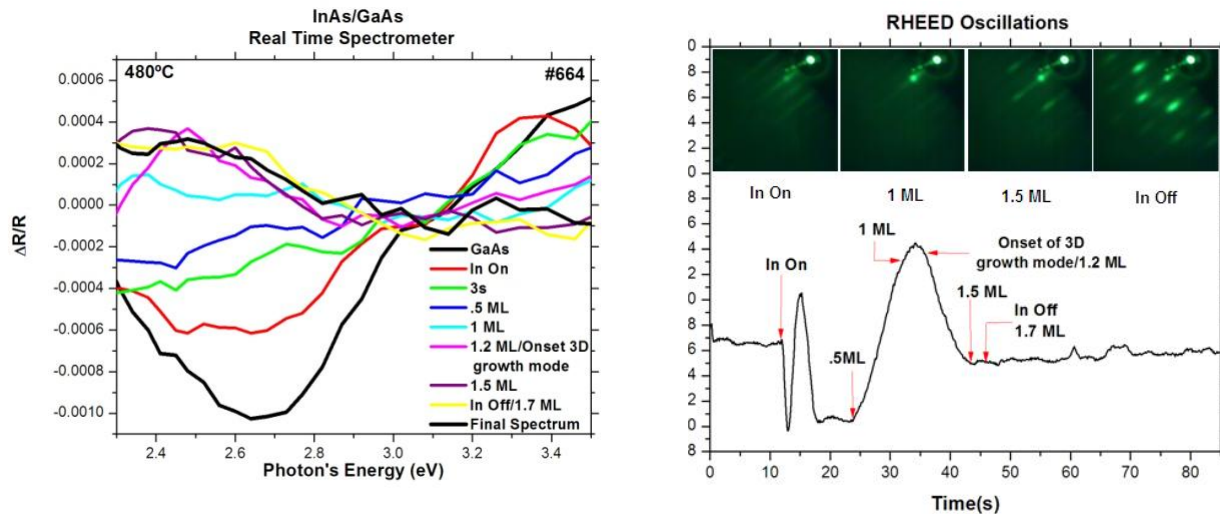 InAs/GaAs
Real Time Spectrometer
480ºC
#664
0.0006
0.0004
0.0002
0.0000
-0.0002
-0.0004
-0.0006
-0.0008
-0.0010
ΔR/R
GaAs
In On
3s
.5 ML
1 ML
1.2 ML/Onset 3D
growth mode
1.5 ML
In Off/1.7 ML
Final Spectrum
2.4 2.6 2.8 3.0 3.2 3.4
Photon's Energy (eV)
RHEED Oscillations
0
8
6
4
2
0
8
6
4
2
0
8
6
4
2
0
8
In On 1 ML 1.5 ML In Off
In On
.5ML
1 ML
Onset of 3D
growth mode/1.2 ML
1.5 ML
In Off
1.7 ML
0 10 20 30 40 50 60 70 80
Time(s)